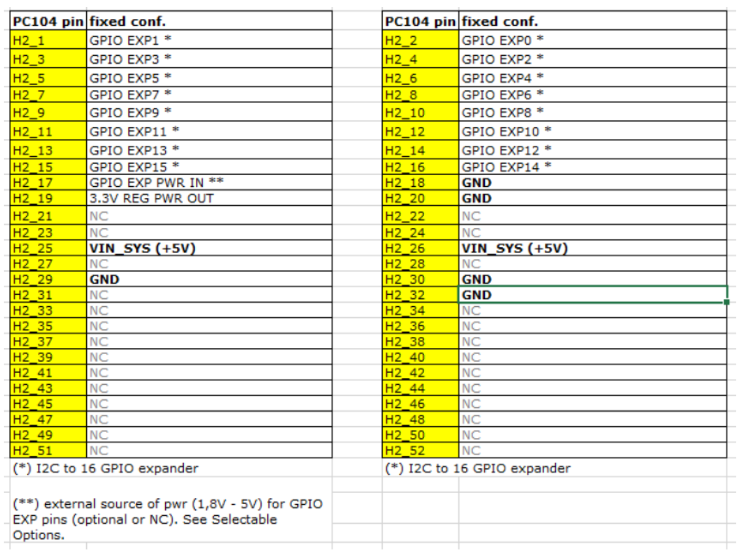 PC104 pin fixed conf.
H2_1 GPIO EXP1 *
H2_3 GPIO EXP3 *
H2_5 GPIO EXP5 *
H2_7 GPIO EXP7 *
H2_9 GPIO EXP9 *
H2_11 GPIO EXP11 *
H2_13 GPIO EXP13 *
H2_15 GPIO EXP15 *
H2_17 GPIO EXP PWR IN **
H2_19 3.3V REG PWR OUT
H2_21 NC
H2_23 NC
H2_25 VIN_SYS (+5V)
H2_27 NC
H2_29 GND
H2_31 NC
H2_33 NC
H2_35 NC
H2_37 NC
H2_39 NC
H2_41 NC
H2_43 NC
H2_45 NC
H2_47 NC
H2_49 NC
H2_51 NC
(*) I2C to 16 GPIO expander
(**) external source of pwr (1,8V - 5V) for GPIO
EXP pins (optional or NC). See Selectable
Options.
PC104 pin fixed conf.
H2_2 GPIO EXP0 *
H2_4 GPIO EXP2 *
H2_6 GPIO EXP4 *
H2_8 GPIO EXP6 *
H2_10 GPIO EXP8 *
H2_12 GPIO EXP10 *
H2_14 GPIO EXP12 *
H2_16 GPIO EXP14 *
H2_18 GND
H2_20 GND
H2_22 NC
H2_24 NC
H2_26 VIN_SYS (+5V)
H2_28 NC
H2_30 GND
H2_32 GND
H2_34 NC
H2_36 NC
H2_38 NC
H2_40 NC
H2_42 NC
H2_44 NC
H2_46 NC
H2_48 NC
H2_50 NC
H2_52 NC
(*) I2C to 16 GPIO expander